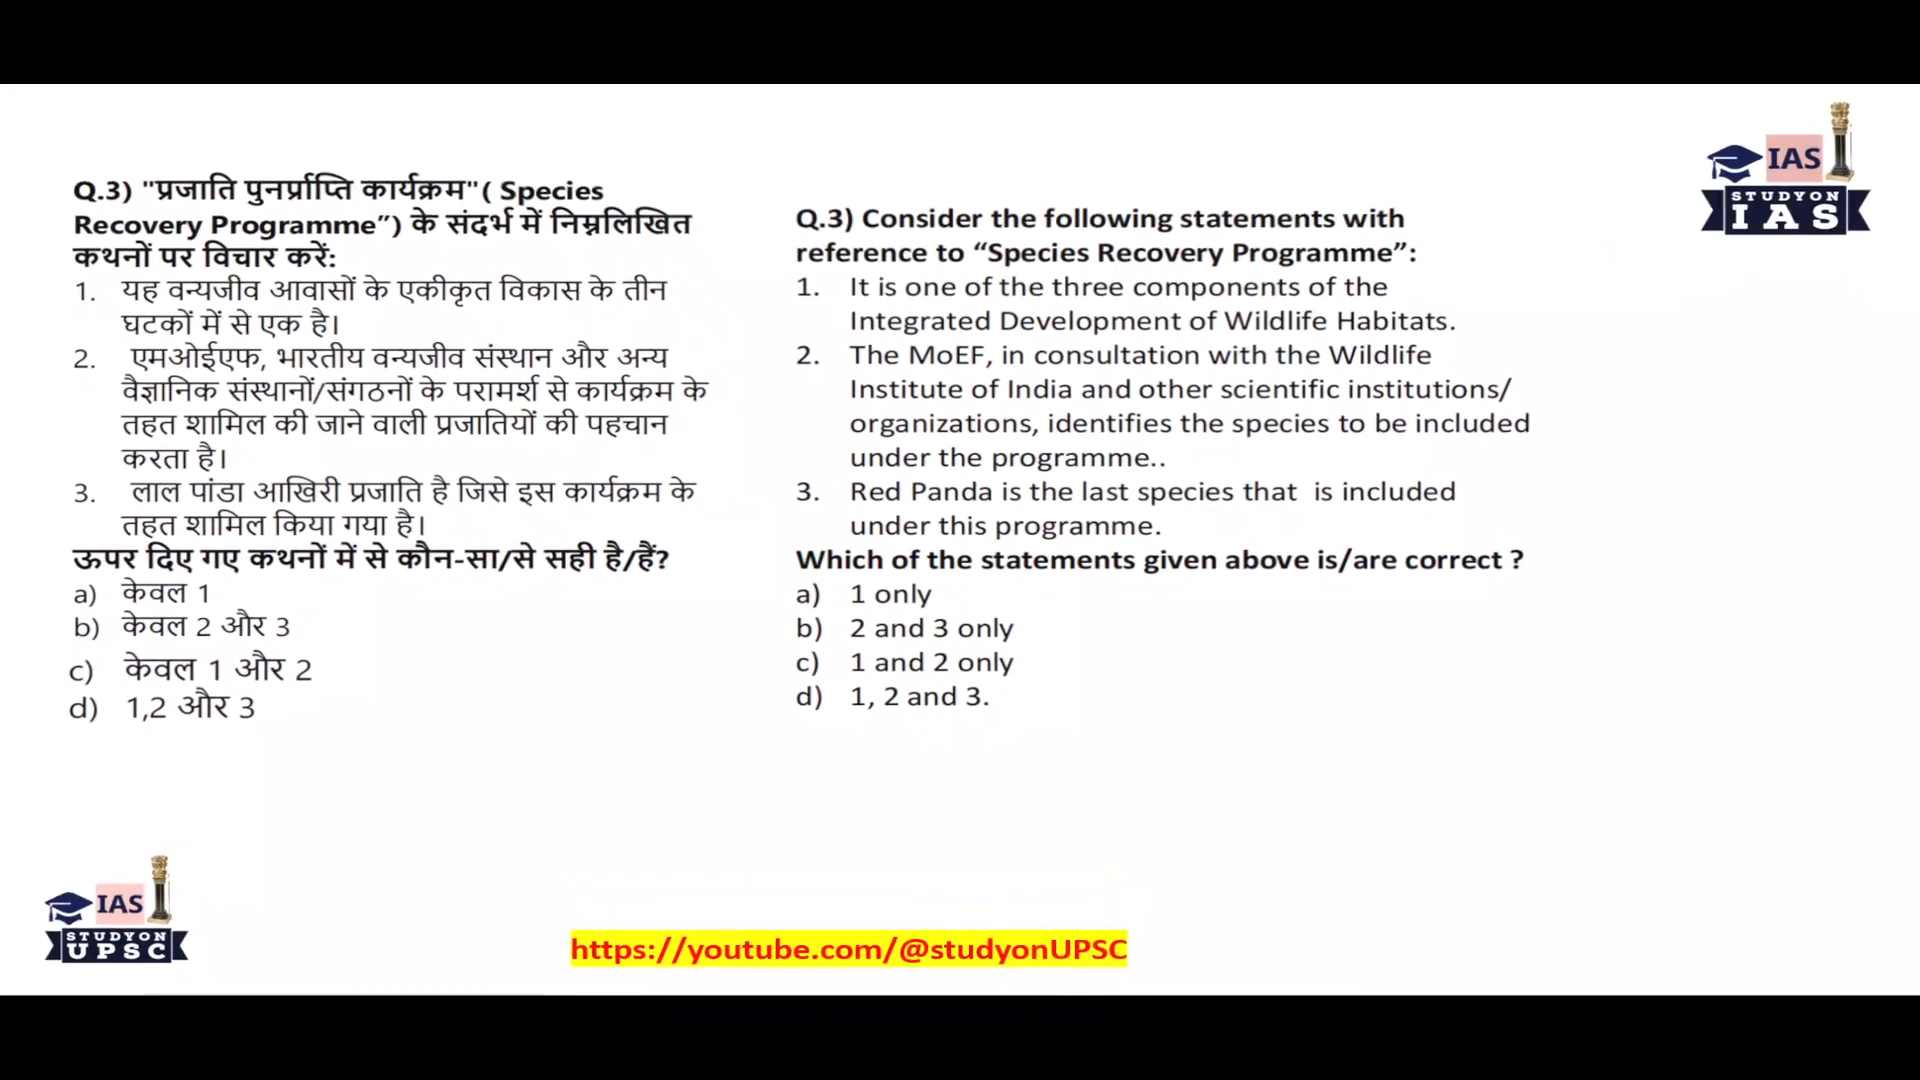 IAS
STUDYON
IAS
Q.3) "प्रजाति पुनर्प्राप्ति कार्यक्रम"( Species
Recovery Programme”) के संदर्भ में निम्नलिखित
कथनों पर विचार करें:
1. यह वन्यजीव आवासों के एकीकृत विकास के तीन
घटकों में से एक है।
2. एमओईएफ, भारतीय वन्यजीव संस्थान और अन्य
वैज्ञानिक संस्थानों/संगठनों के परामर्श से कार्यक्रम के
तहत शामिल की जाने वाली प्रजातियों की पहचान
करता है।
3. लाल पांडा आखिरी प्रजाति है जिसे इस कार्यक्रम के
तहत शामिल किया गया है।
ऊपर दिए गए कथनों में से कौन-सा/से सही है/हैं?
a) केवल 1
b) केवल 2 और 3
c) केवल 1 और 2
d) 1,2 और 3
Q.3) Consider the following statements with
reference to “Species Recovery Programme”:
1. It is one of the three components of the
Integrated Development of Wildlife Habitats.
2. The MoEF, in consultation with the Wildlife
Institute of India and other scientific institutions/
organizations, identifies the species to be included
under the programme..
3. Red Panda is the last species that is included
under this programme.
Which of the statements given above is/are correct ?
a) 1 only
b) 2 and 3 only
c) 1 and 2 only
d) 1, 2 and 3.
IAS
STUDYON
UPSC
https://youtube.com/@studyonUPSC